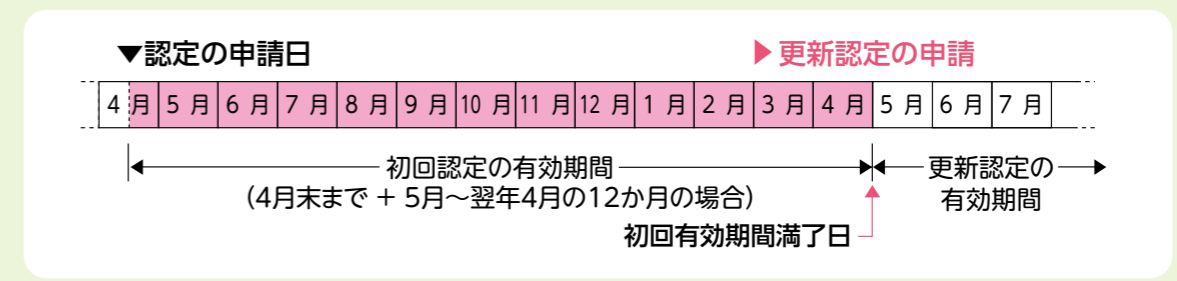 ▼認定の申請日
▶更新認定の申請
4 月 5 月 6 月 7 月 8 月 9 月 10 月 11 月 12 月 1 月 2 月 3 月 4 月 5 月 6 月 7 月
初回認定の有効期間
(4月末まで + 5月～翌年4月の12か月の場合)
更新認定の
有効期間
初回有効期間満了日